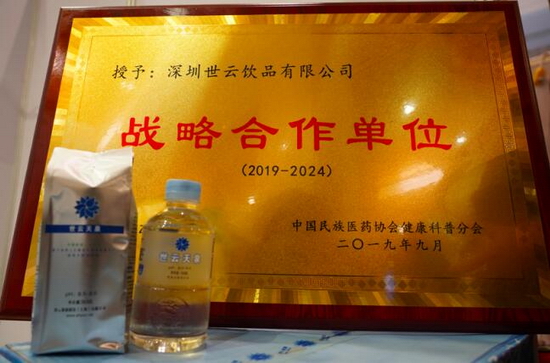 授予:深圳世云饮品有限公司
战略合作单位
(2019-2024)
中国民族医药协会健康科普分会
二〇一九年九月
世云天泉
世云天泉